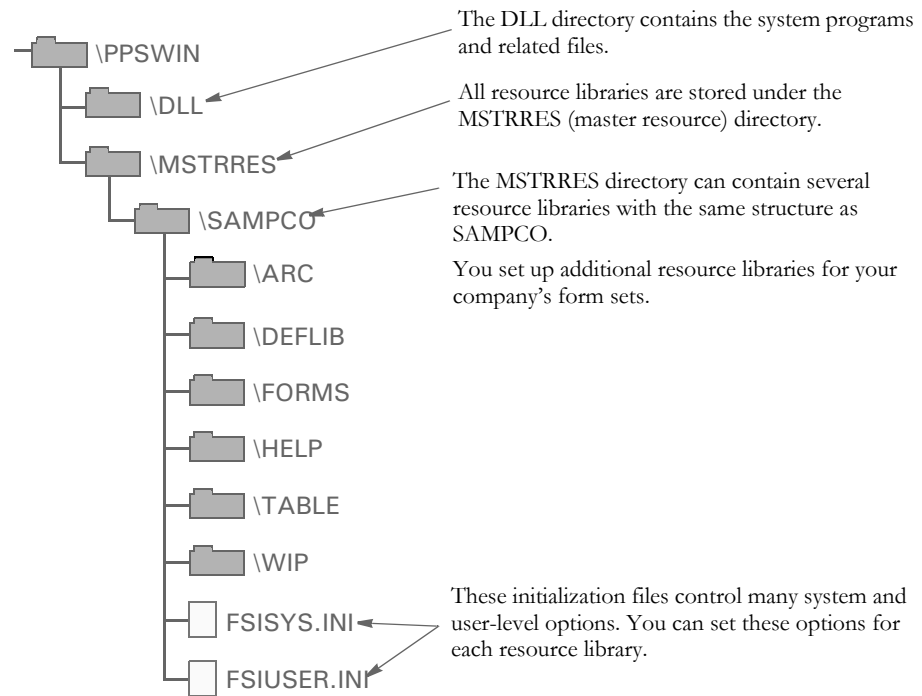 \PPSWIN
The DLL directory contains the system programs
and related files.
\DLL
All resource libraries are stored under the
MSTRRES (master resource) directory.
\MSTRRES
The MSTRRES directory can contain several
resource libraries with the same structure as
SAMPCO.
\SAMPCO
You set up additional resource libraries for your
company's form sets.
\ARC
\DEFLIB
\FORMS
\HELP
\TABLE
\WIP
These initialization files control many system and
user-level options. You can set these options for
each resource library.
FSISYS.INI
FSIUSER.INI